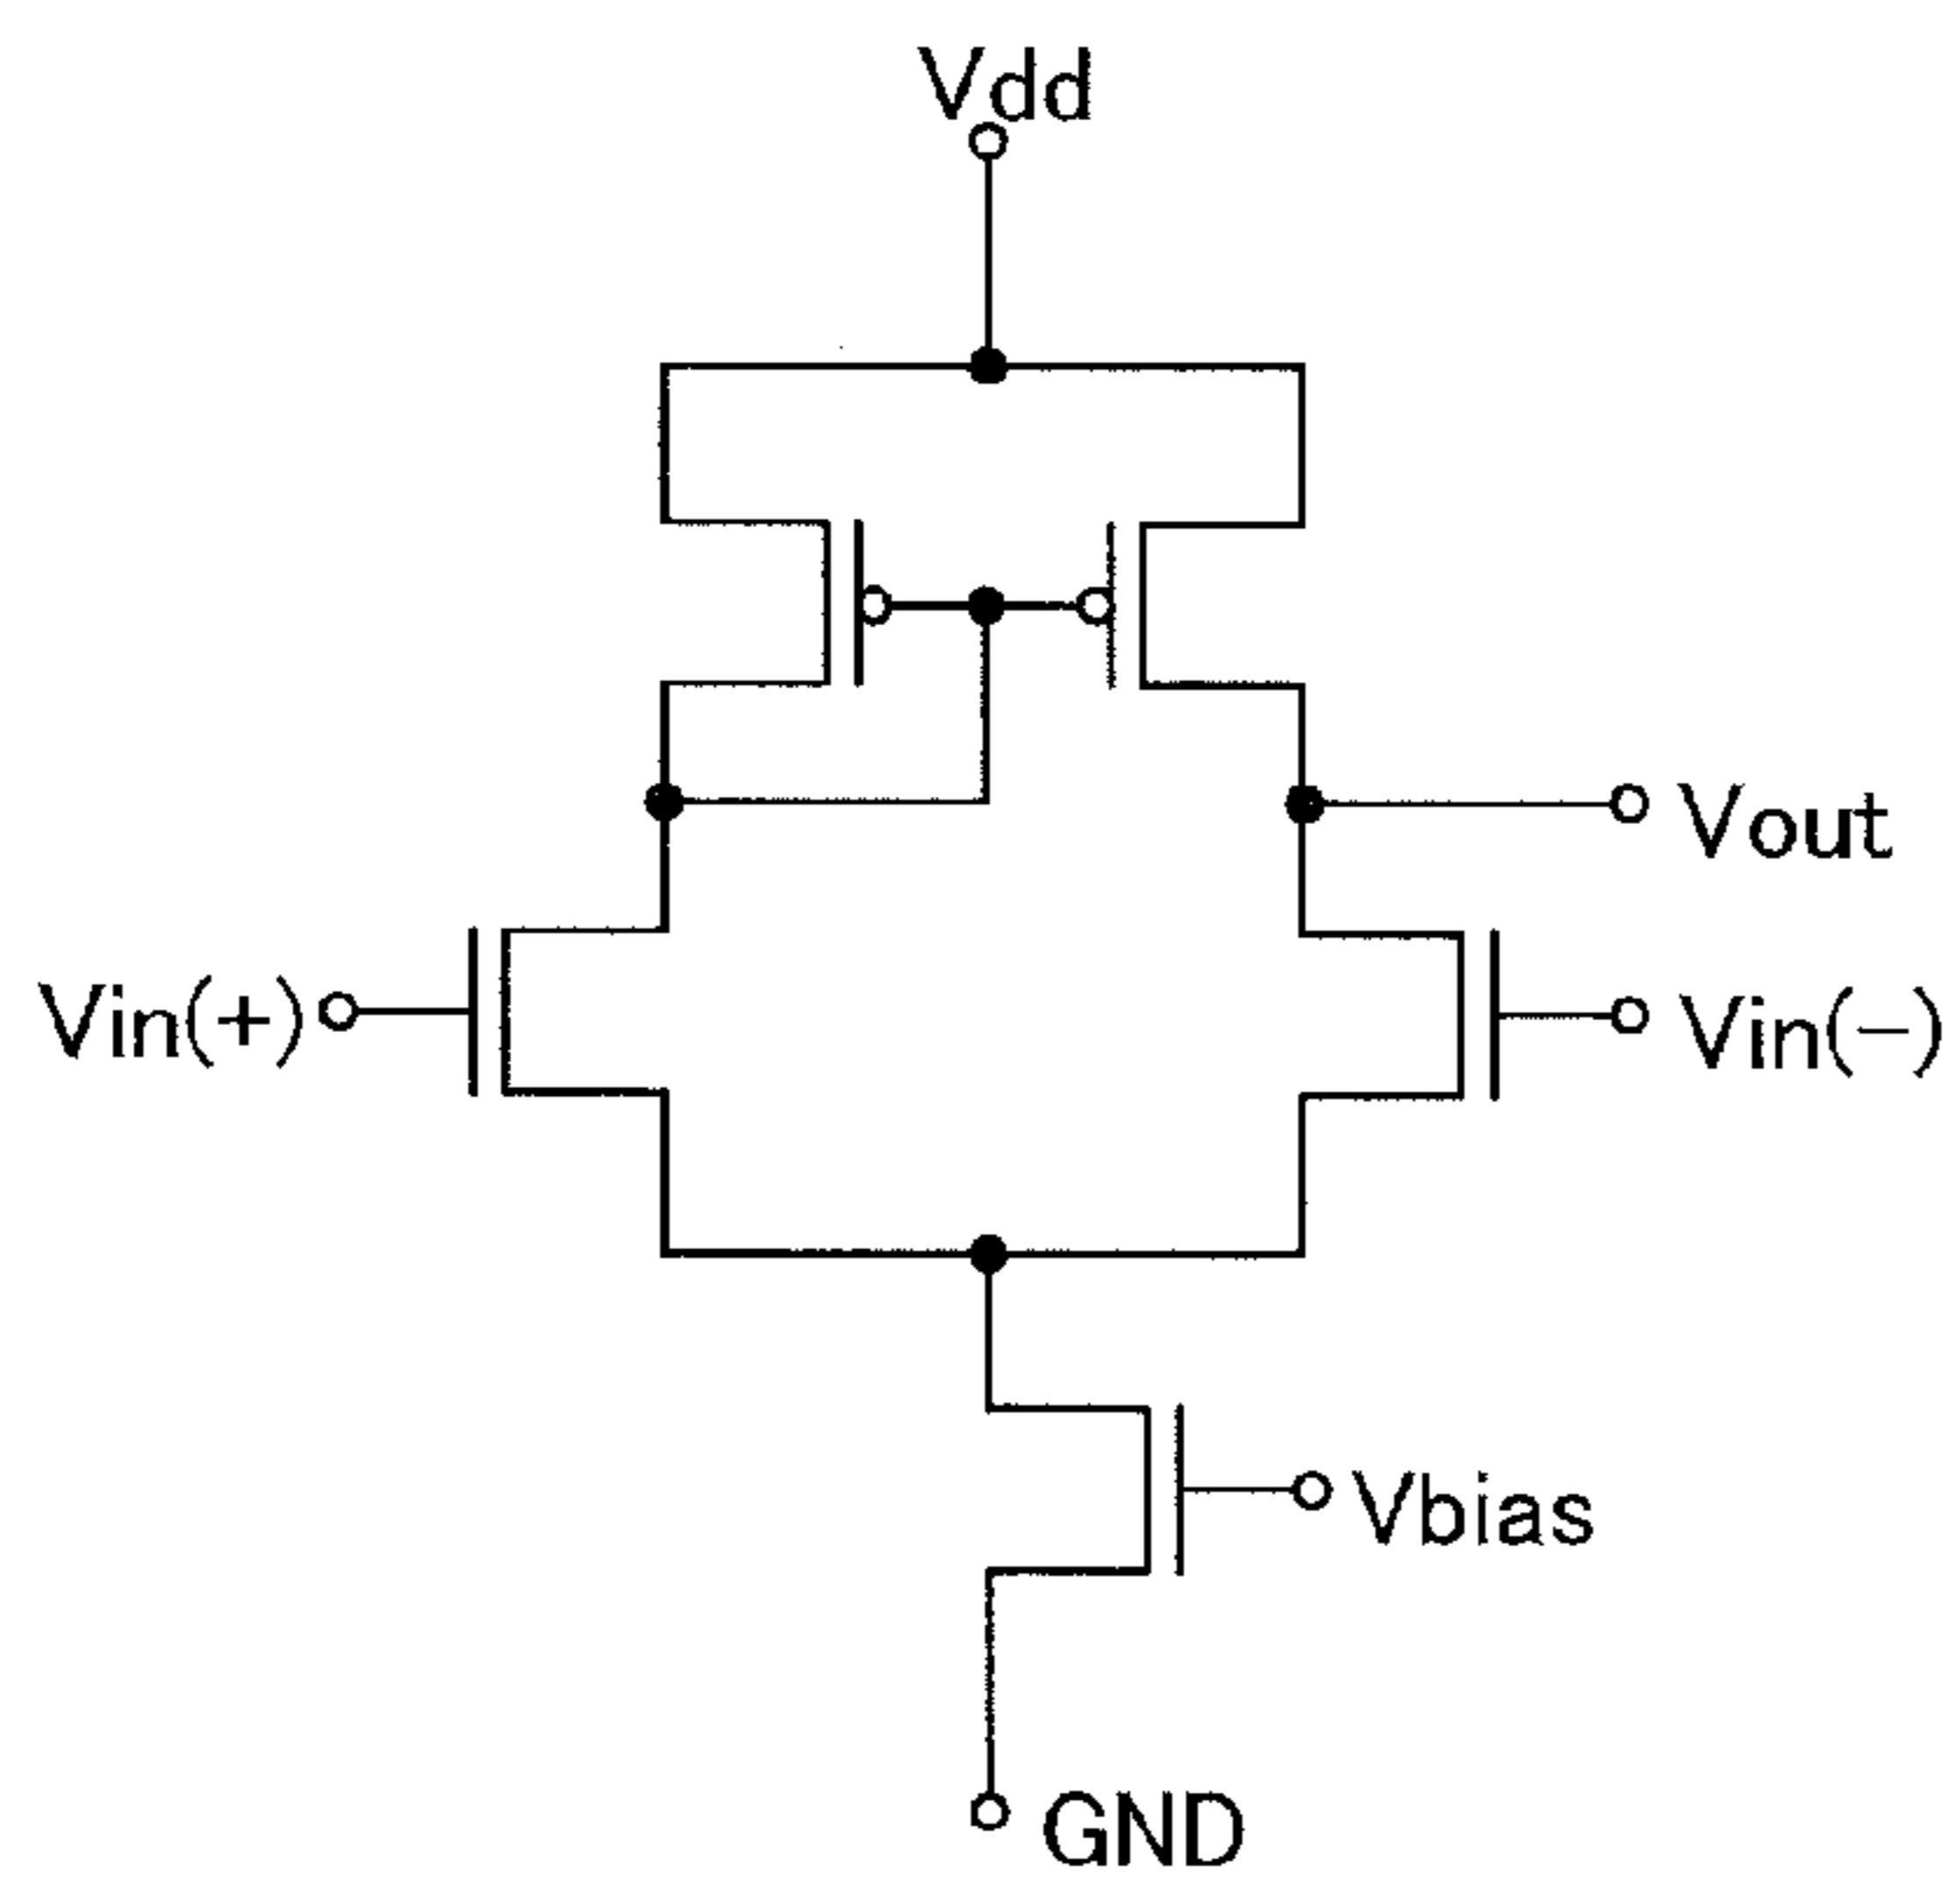 Vdd
Vout
Vin(+)
Vin(−)
Vbias
GND